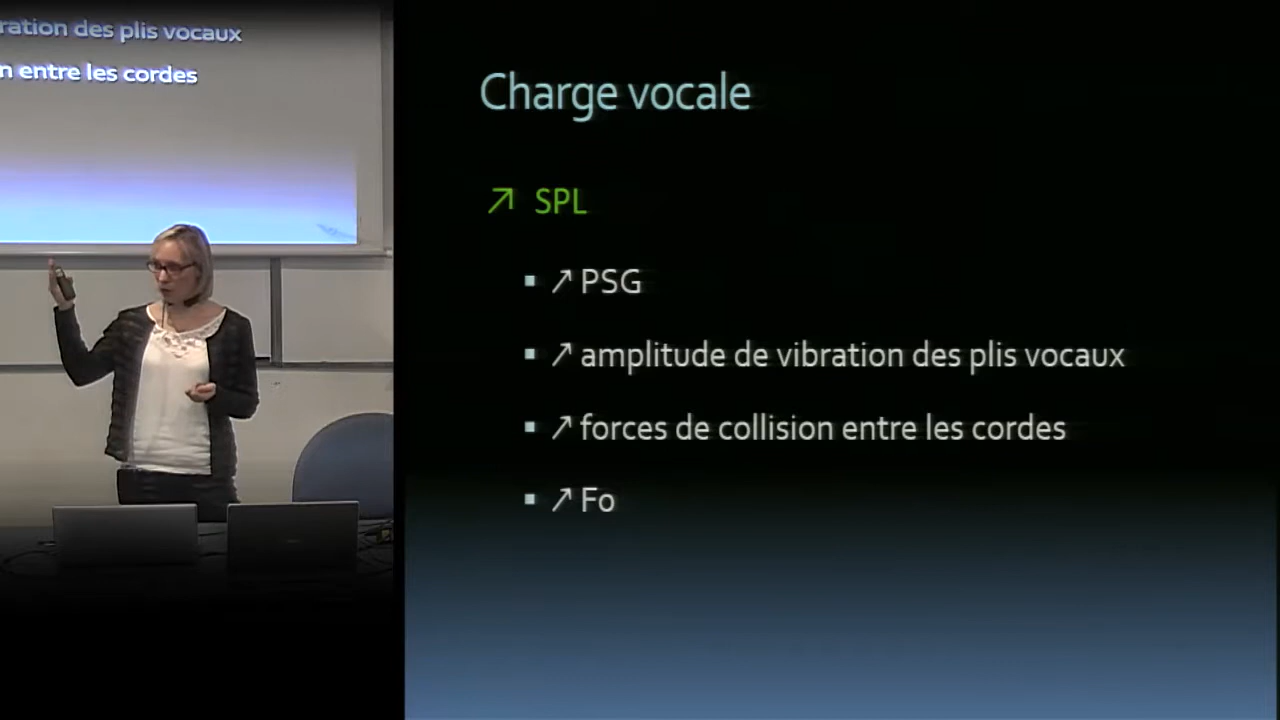 ration des plis vocaux
n entre les cordes
Charge vocale
↗ SPL
▪ ↗ PSG
▪ ↗ amplitude de vibration des plis vocaux
▪ ↗ forces de collision entre les cordes
▪ ↗ Fo